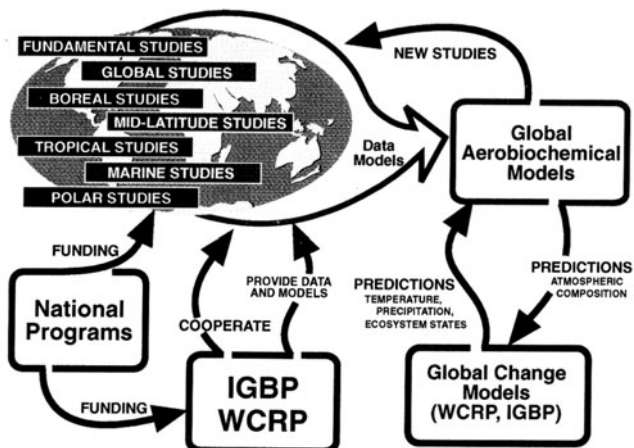 FUNDAMENTAL STUDIES
GLOBAL STUDIES
BOREAL STUDIES
MID-LATITUDE STUDIES
TROPICAL STUDIES
MARINE STUDIES
POLAR STUDIES
NEW STUDIES
Data
Models
Global
Aerobiochemical
Models
FUNDING
National
Programs
FUNDING
COOPERATE
PROVIDE DATA
AND MODELS
IGBP
WCRP
PREDICTIONS
TEMPERATURE,
PRECIPITATION,
ECOSYSTEM STATES
PREDICTIONS
ATMOSPHERIC
COMPOSITION
Global Change
Models
(WCRP, IGBP)